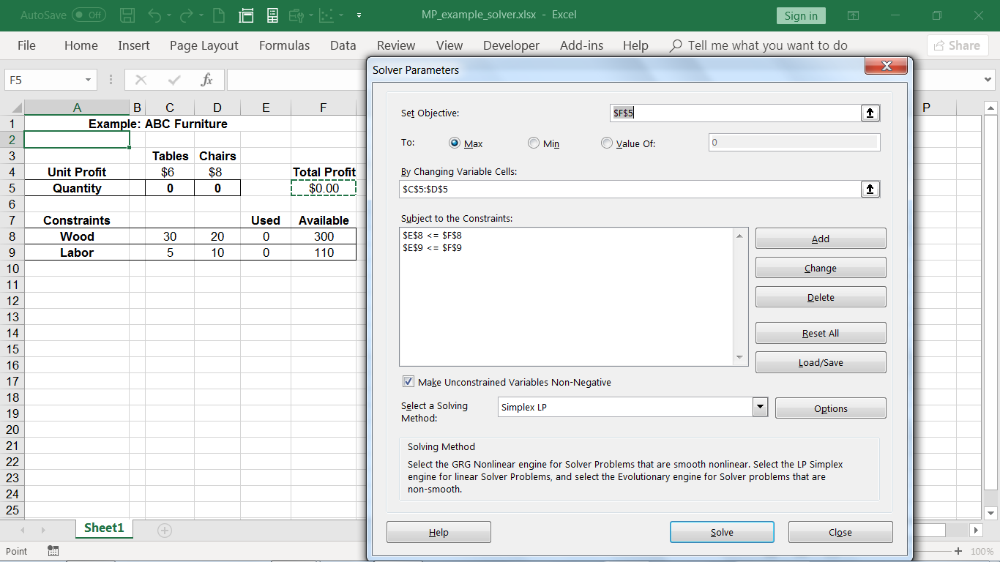 AutoSave Off MP_example_solver.xlsx - Excel Sign in
File Home Insert Page Layout Formulas Data Review View Developer Add-ins Help Tell me what you want to do Share
F5 fx
A B C D E F P
1 Example: ABC Furniture
2
3 Tables Chairs
4 Unit Profit $6 $8 Total Profit
5 Quantity 0 0 $0.00
6
7 Constraints Used Available
8 Wood 30 20 0 300
9 Labor 5 10 0 110
10
11
12
13
14
15
16
17
18
19
20
21
22
23
24
25
Sheet1
Point 100%
Solver Parameters X
Set Objective: $F$5
To: Max Min Value Of: 0
By Changing Variable Cells:
$C$5:$D$5
Subject to the Constraints:
$E$8 <= $F$8
$E$9 <= $F$9
Add
Change
Delete
Reset All
Load/Save
Make Unconstrained Variables Non-Negative
Select a Solving
Method:
Simplex LP
Options
Solving Method
Select the GRG Nonlinear engine for Solver Problems that are smooth nonlinear. Select the LP Simplex
engine for linear Solver Problems, and select the Evolutionary engine for Solver problems that are
non-smooth.
Help Solve Close